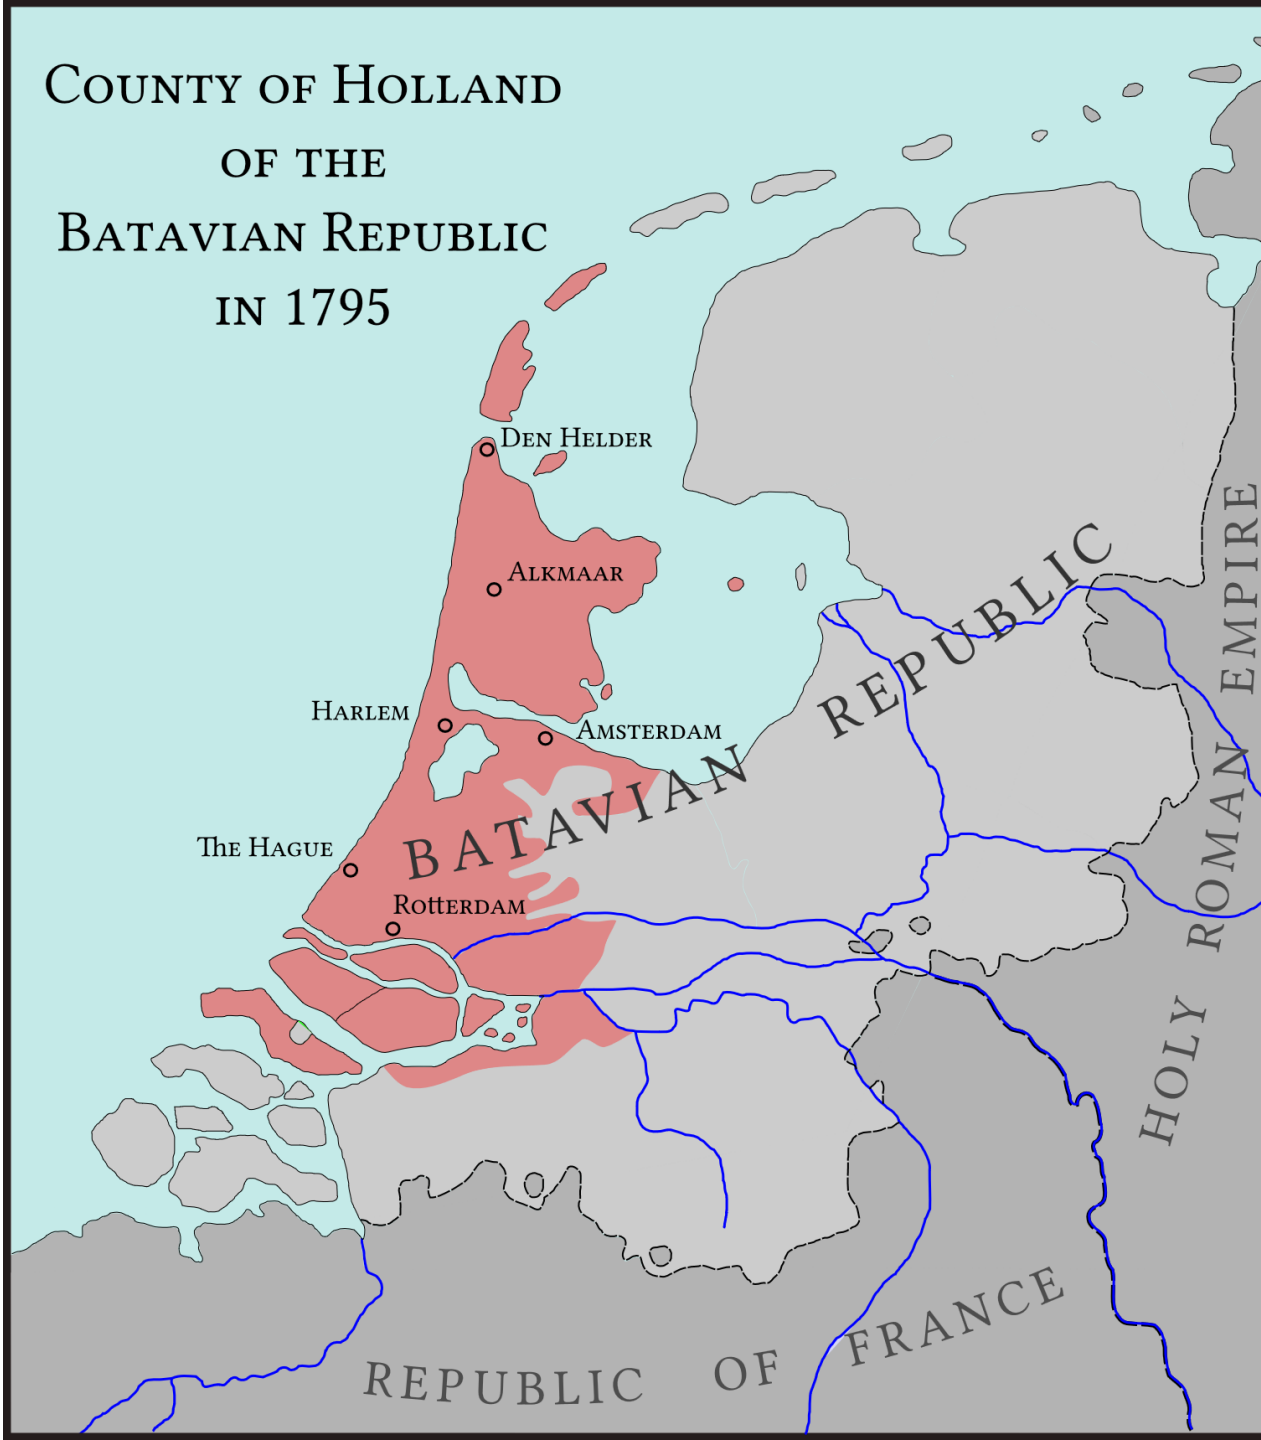 County of Holland
of the
Batavian Republic
in 1795
Den Helder
Alkmaar
Harlem
Amsterdam
The Hague
Rotterdam
BATAVIAN REPUBLIC
HOLY ROMAN EMPIRE
REPUBLIC OF FRANCE